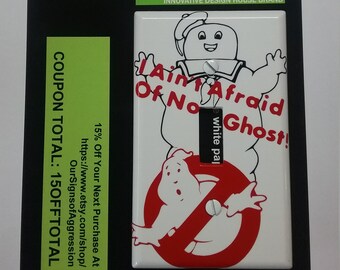 INNOVATIVE DESIGN HOUSE BRAND
I Ain't Afraid
Of No Ghost!
white pa
15% Off Your Next Purchase At
https://www.etsy.com/shop/
OurSignsofAggression
COUPON TOTAL: 15OFFTOTAL